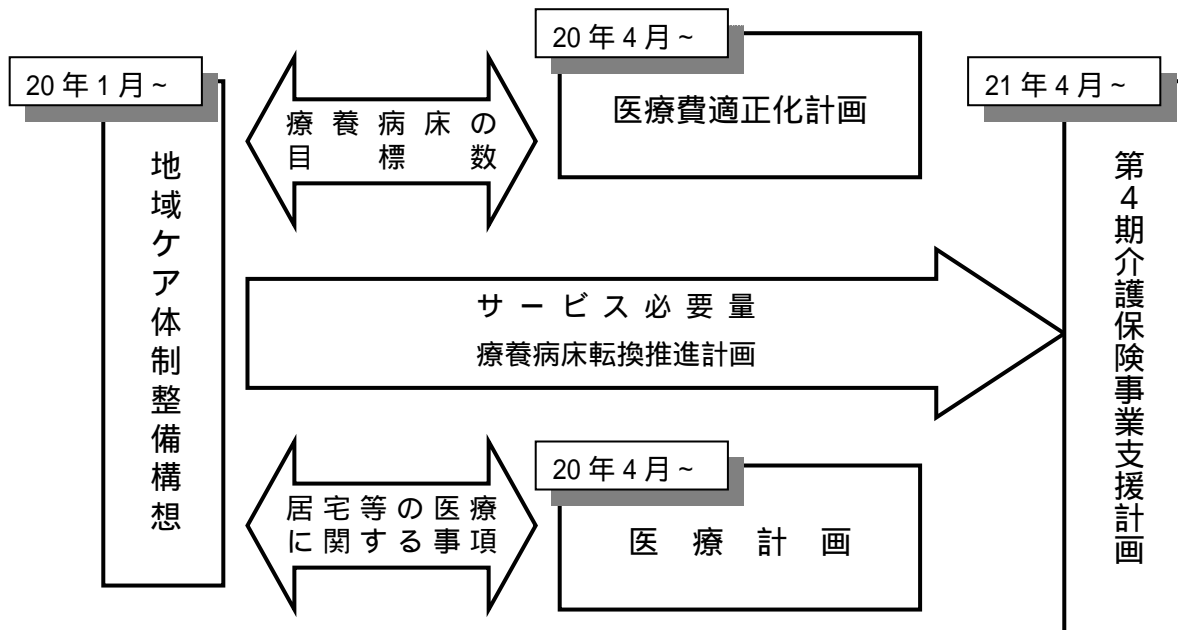 20年1月~
地域ケア体制整備構想
療養病床の
目標数
20年4月~
医療費適正化計画
サービス必要量
療養病床転換推進計画
居宅等の医療
に関する事項
20年4月~
医療計画
21年4月~
第4期介護保険事業支援計画